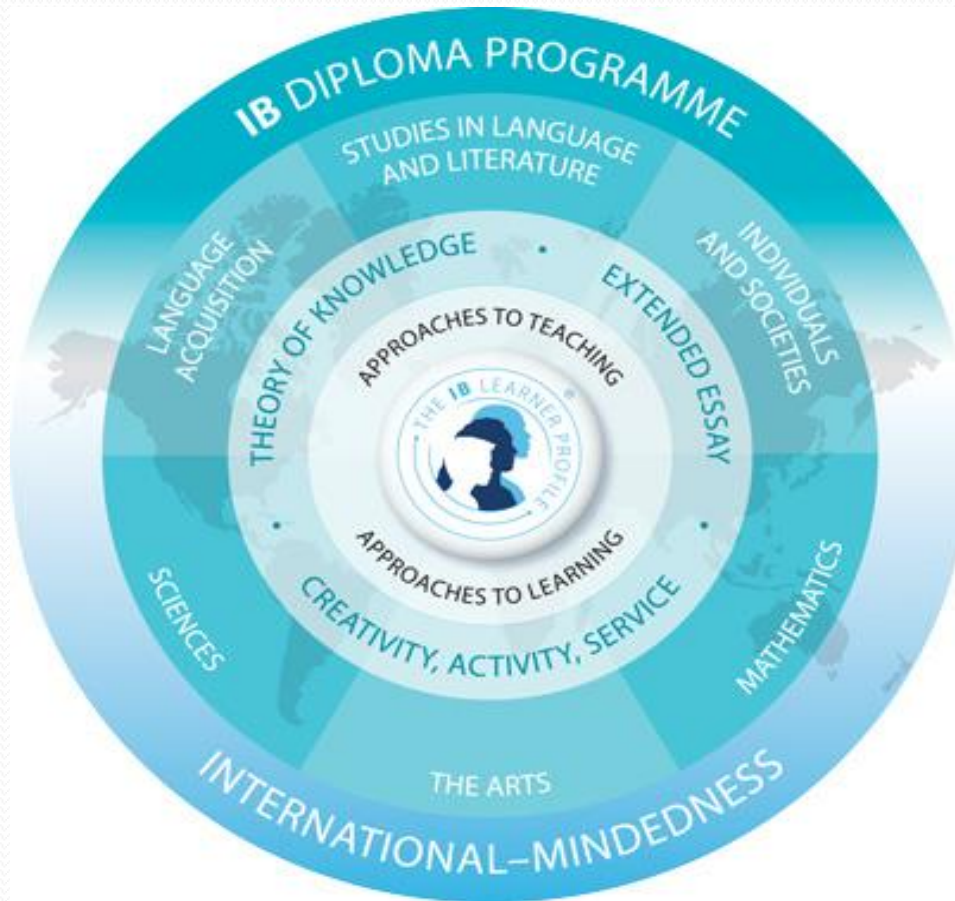 IB DIPLOMA PROGRAMME
STUDIES IN LANGUAGE
AND LITERATURE
LANGUAGE
ACQUISITION
INDIVIDUALS
AND SOCIETIES
THEORY OF KNOWLEDGE
·
EXTENDED ESSAY
APPROACHES TO TEACHING
THE IB LEARNER PROFILE
®
APPROACHES TO LEARNING
·
CREATIVITY, ACTIVITY, SERVICE
·
SCIENCES
MATHEMATICS
THE ARTS
INTERNATIONAL–MINDEDNESS